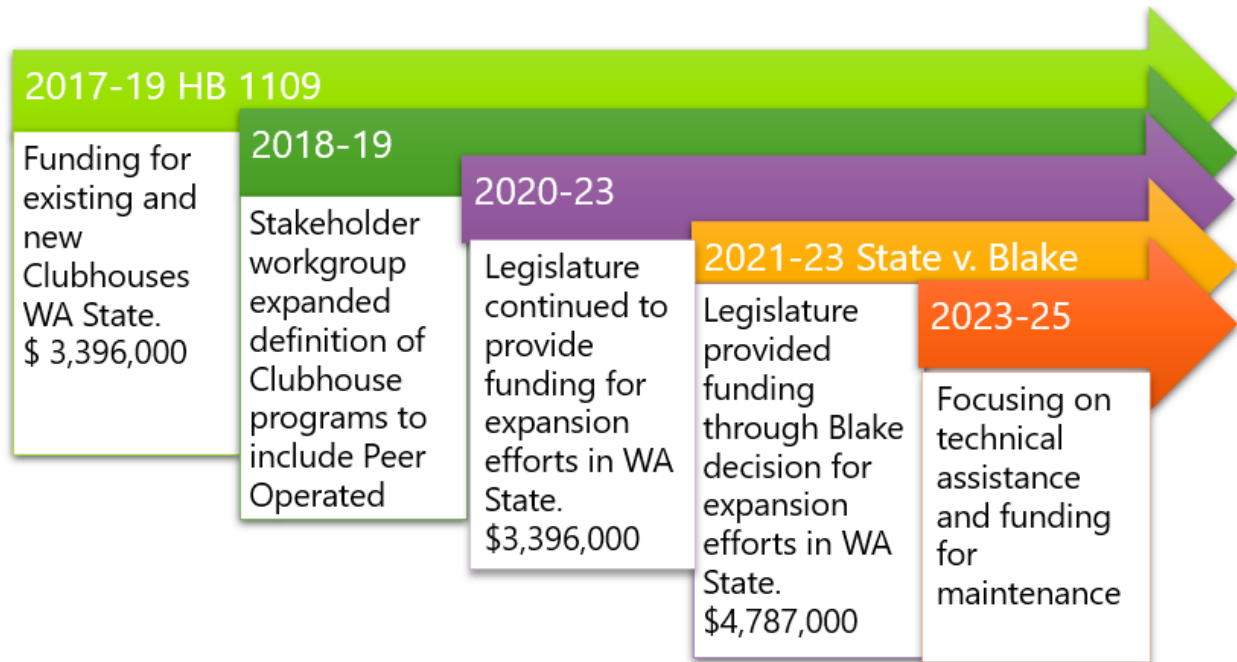 2017-19 HB 1109
Funding for
existing and
new
Clubhouses
WA State.
$ 3,396,000
2018-19
Stakeholder
workgroup
expanded
definition of
Clubhouse
programs to
include Peer
Operated
2020-23
Legislature
continued to
provide
funding for
expansion
efforts in WA
State.
$3,396,000
2021-23 State v. Blake
Legislature
provided
funding
through Blake
decision for
expansion
efforts in WA
State.
$4,787,000
2023-25
Focusing on
technical
assistance
and funding
for
maintenance